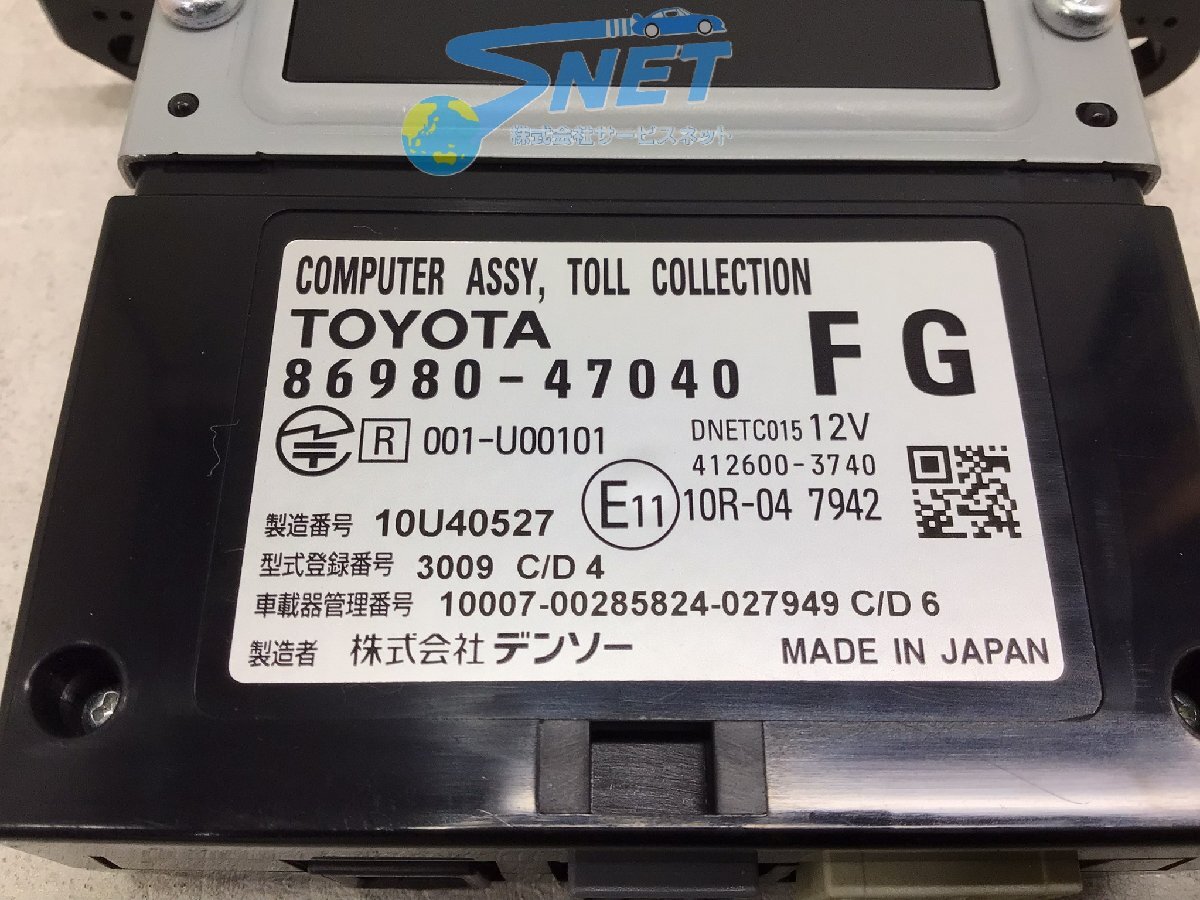 SNET
株式会社サービスネット
COMPUTER ASSY, TOLL COLLECTION
TOYOTA
86980-47040 FG
R 001-U00101
DNETC015 12V
412600-3740
E11 10R-04 7942
製造番号 10U40527
型式登録番号 3009 C/D 4
車載器管理番号 10007-00285824-027949 C/D 6
製造者 株式会社デンソー MADE IN JAPAN